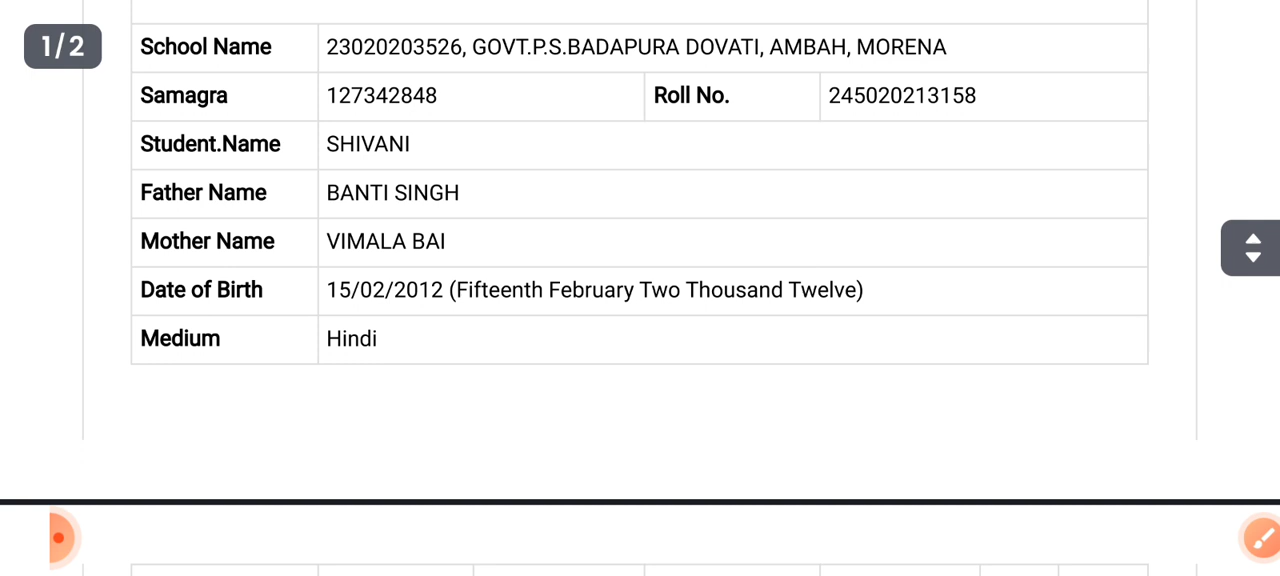 1/2
School Name 23020203526, GOVT.P.S.BADAPURA DOVATI, AMBAH, MORENA
Samagra 127342848 Roll No. 245020213158
Student.Name SHIVANI
Father Name BANTI SINGH
Mother Name VIMALA BAI
Date of Birth 15/02/2012 (Fifteenth February Two Thousand Twelve)
Medium Hindi